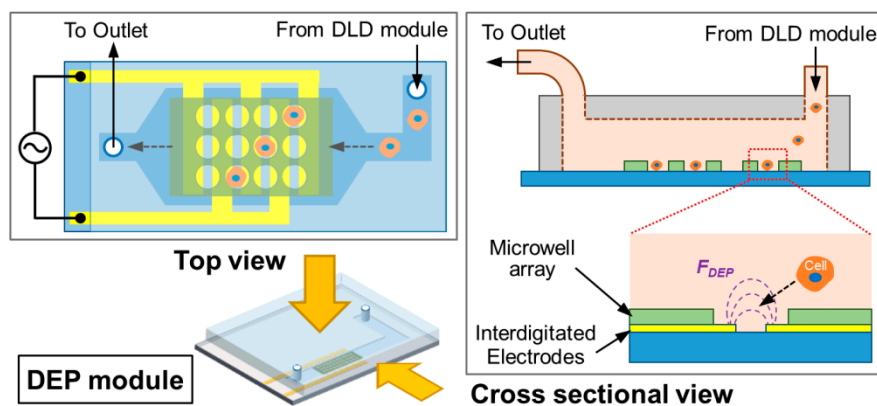 To Outlet
From DLD module
Top view
DEP module
To Outlet
From DLD module
Microwell
array
Interdigitated
Electrodes
F_DEP
Cell
Cross sectional view